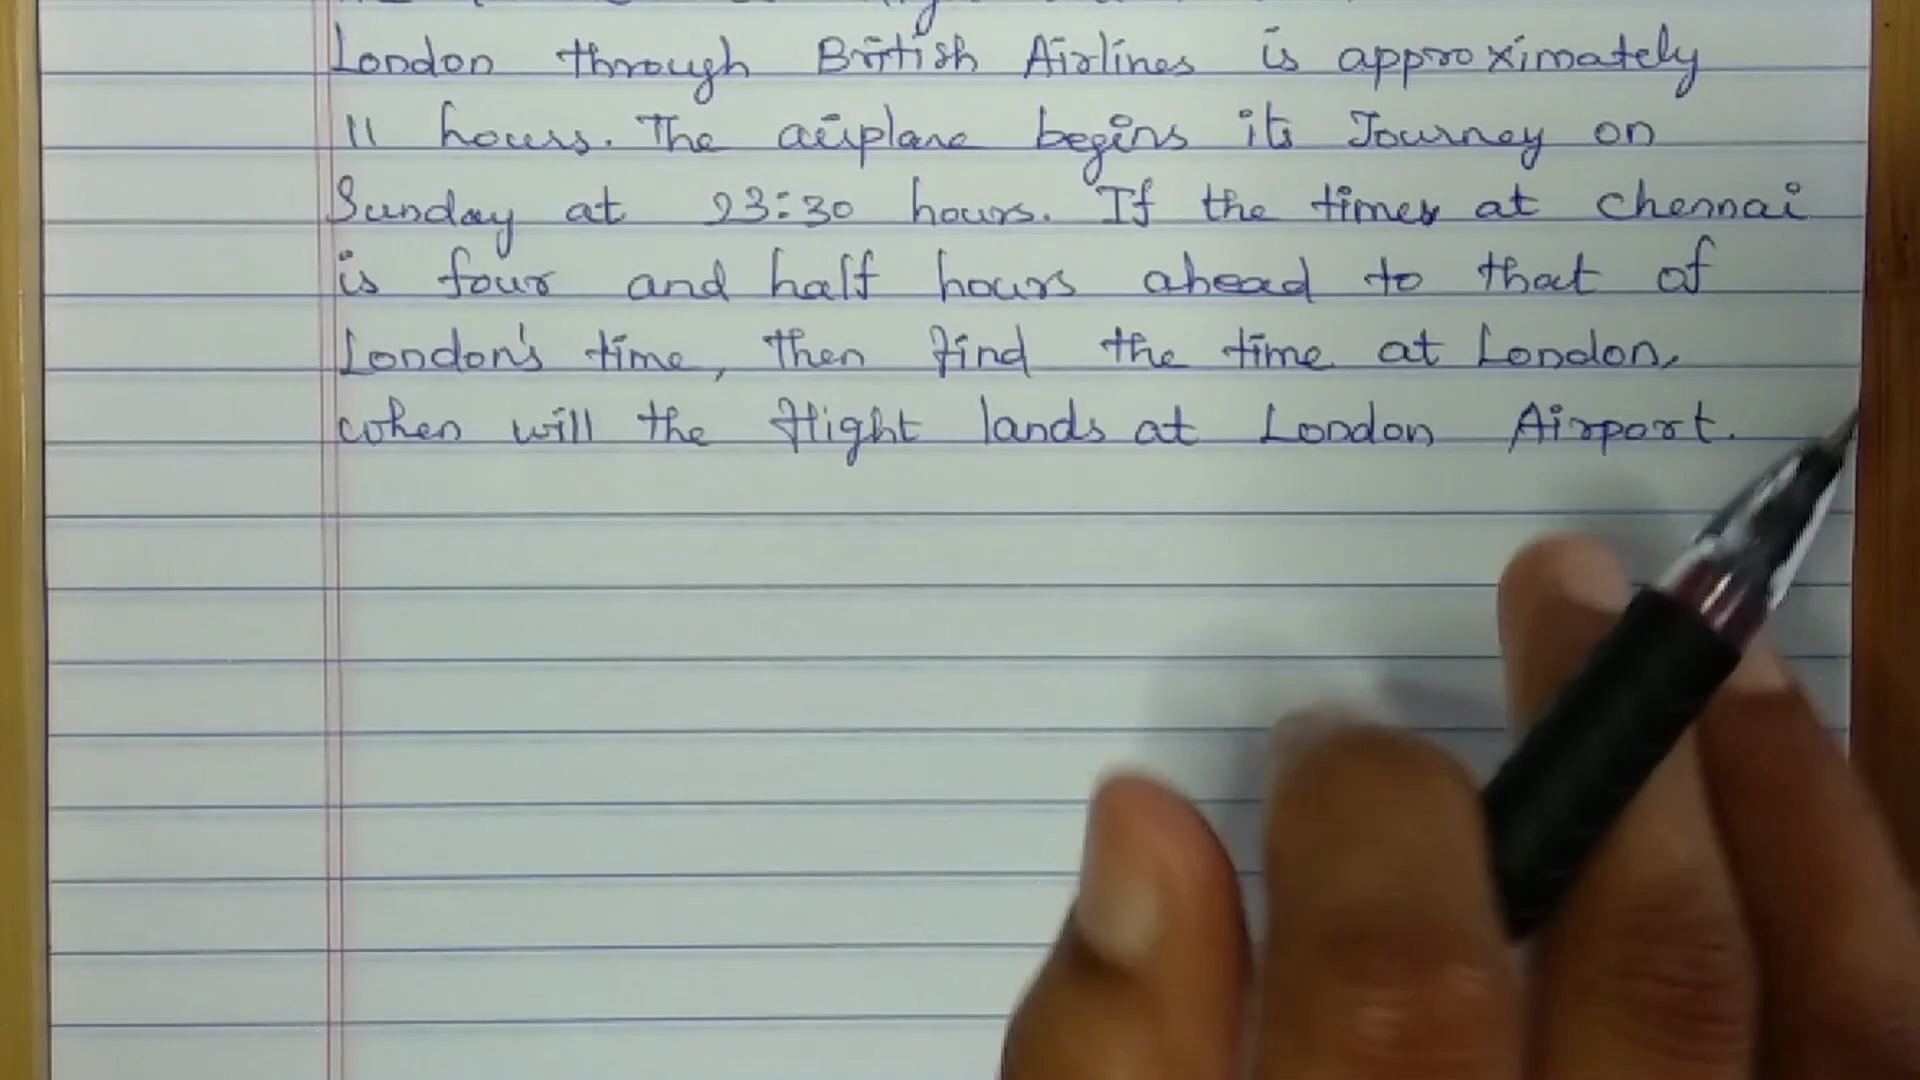 London through British Airlines is approximately
11 hours. The airplane begins its Journey on
Sunday at 23:30 hours. If the times at chennai
is four and half hours ahead to that of
London's time, then find the time at London,
when will the flight lands at London Airport.